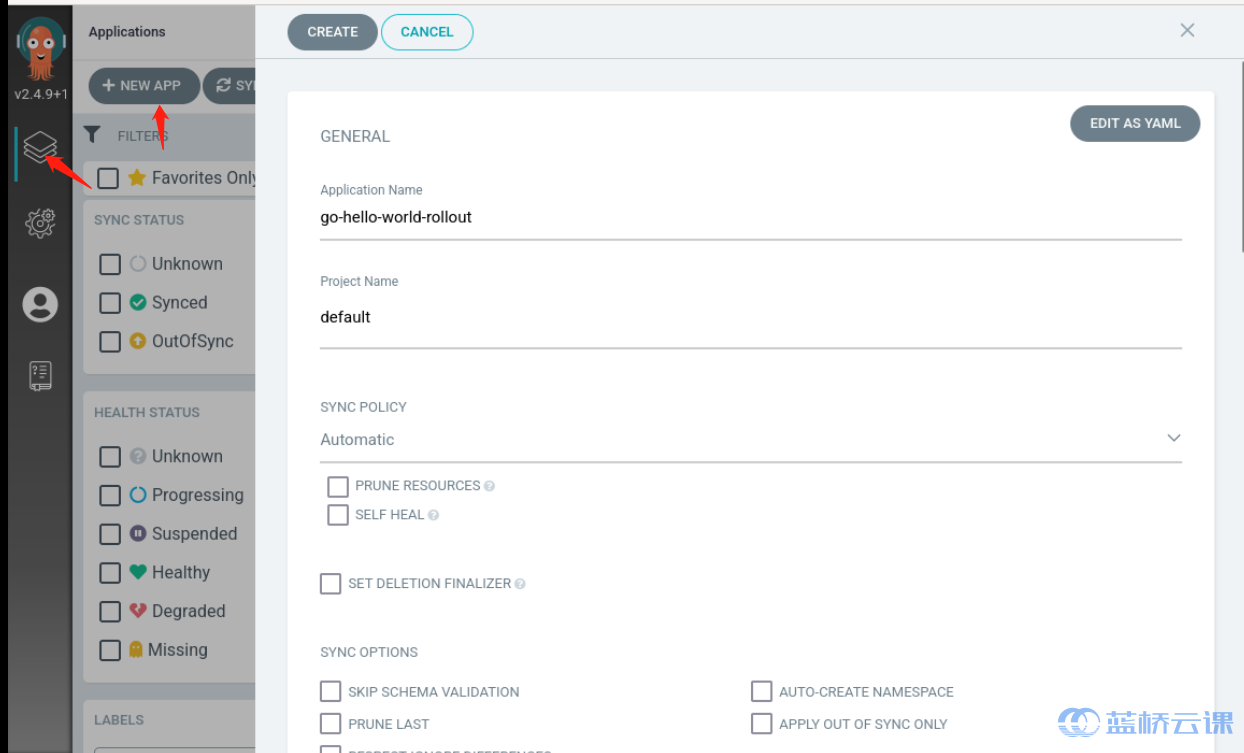 Applications
CREATE
CANCEL
NEW APP
SY
v2.4.9+1
FILTERS
Favorites Only
SYNC STATUS
Unknown
Synced
OutOfSync
HEALTH STATUS
Unknown
Progressing
Suspended
Healthy
Degraded
Missing
LABELS
EDIT AS YAML
GENERAL
Application Name
go-hello-world-rollout
Project Name
default
SYNC POLICY
Automatic
PRUNE RESOURCES
SELF HEAL
SET DELETION FINALIZER
SYNC OPTIONS
SKIP SCHEMA VALIDATION
AUTO-CREATE NAMESPACE
PRUNE LAST
APPLY OUT OF SYNC ONLY
RESPECT IGNORE DIFFERENCES
蓝桥云课